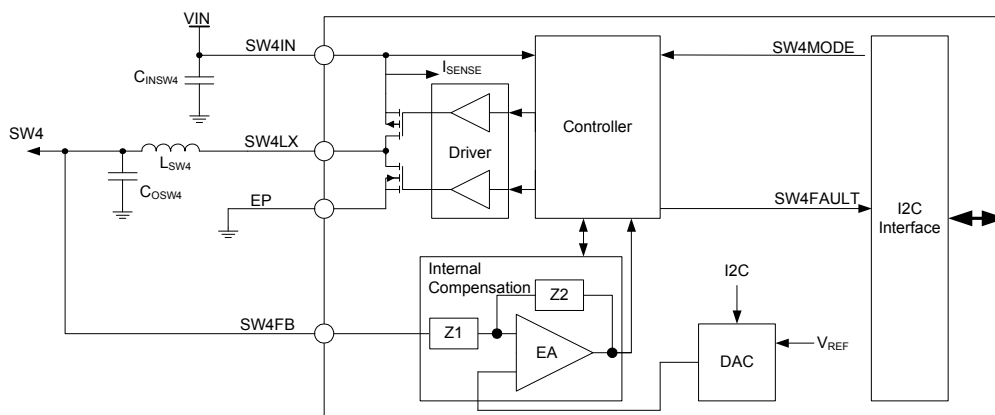 VIN
SW4IN
SW4MODE
CINSW4
ISENSE
Controller
SW4
SW4LX
Driver
LSW4
COSW4
EP
SW4FAULT
I2C
Interface
Internal
Compensation
I2C
Z2
SW4FB
Z1
EA
DAC
VREF